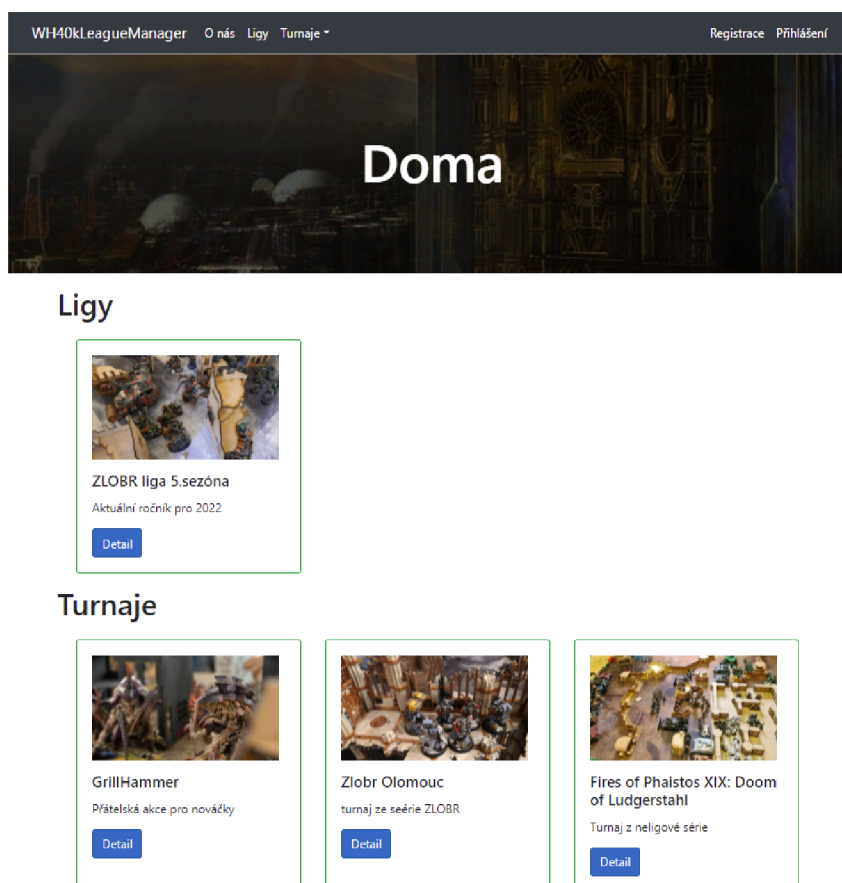 WH40kLeagueManager O nás Ligy Turnaje Registrace Přihlášení
Doma
Ligy
ZLOBR liga 5.sezóna
Aktuální ročník pro 2022
Detail
Turnaje
GrillHammer
Přátelská akce pro nováčky
Detail
Zlobr Olomouc
turnaj ze seérie ZLOBR
Detail
Fires of Phaistos XIX: Doom
of Ludgerstahl
Turnaj z neligové série
Detail